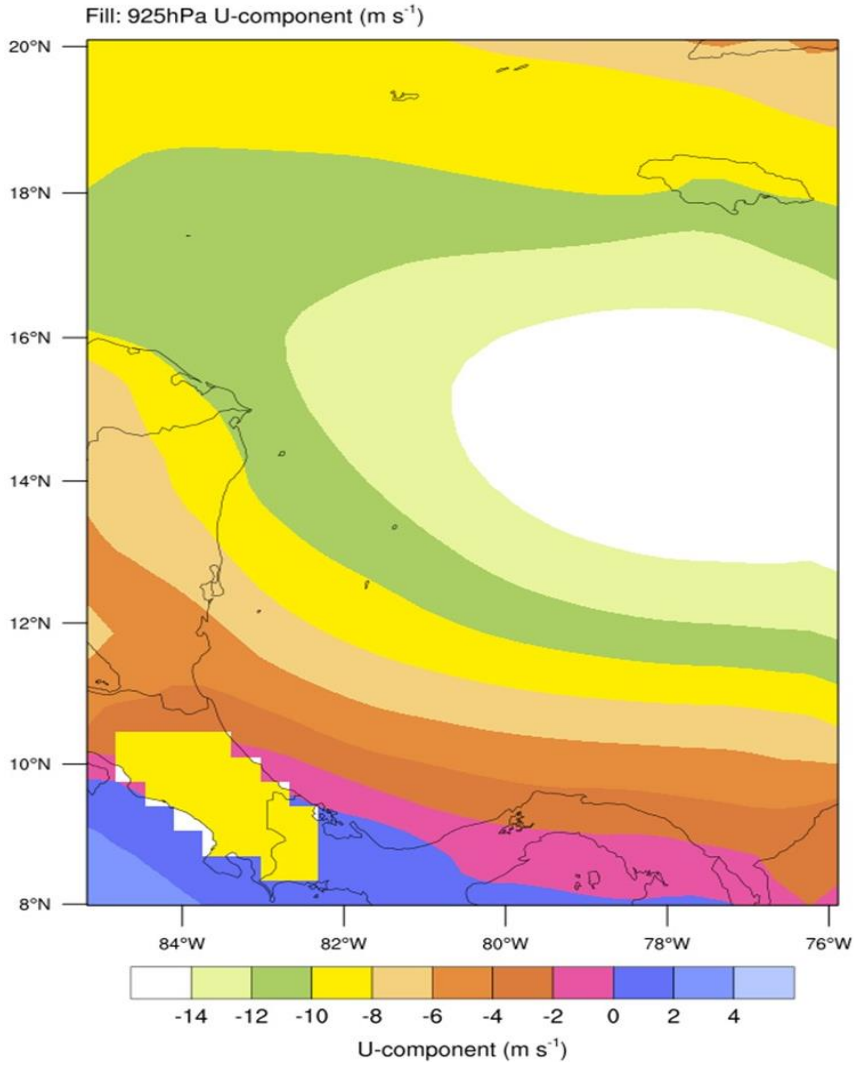 Fill: 925hPa U-component (m s⁻¹)
20°N
18°N
16°N
14°N
12°N
10°N
8°N
84°W 82°W 80°W 78°W 76°W
-14 -12 -10 -8 -6 -4 -2 0 2 4
U-component (m s⁻¹)